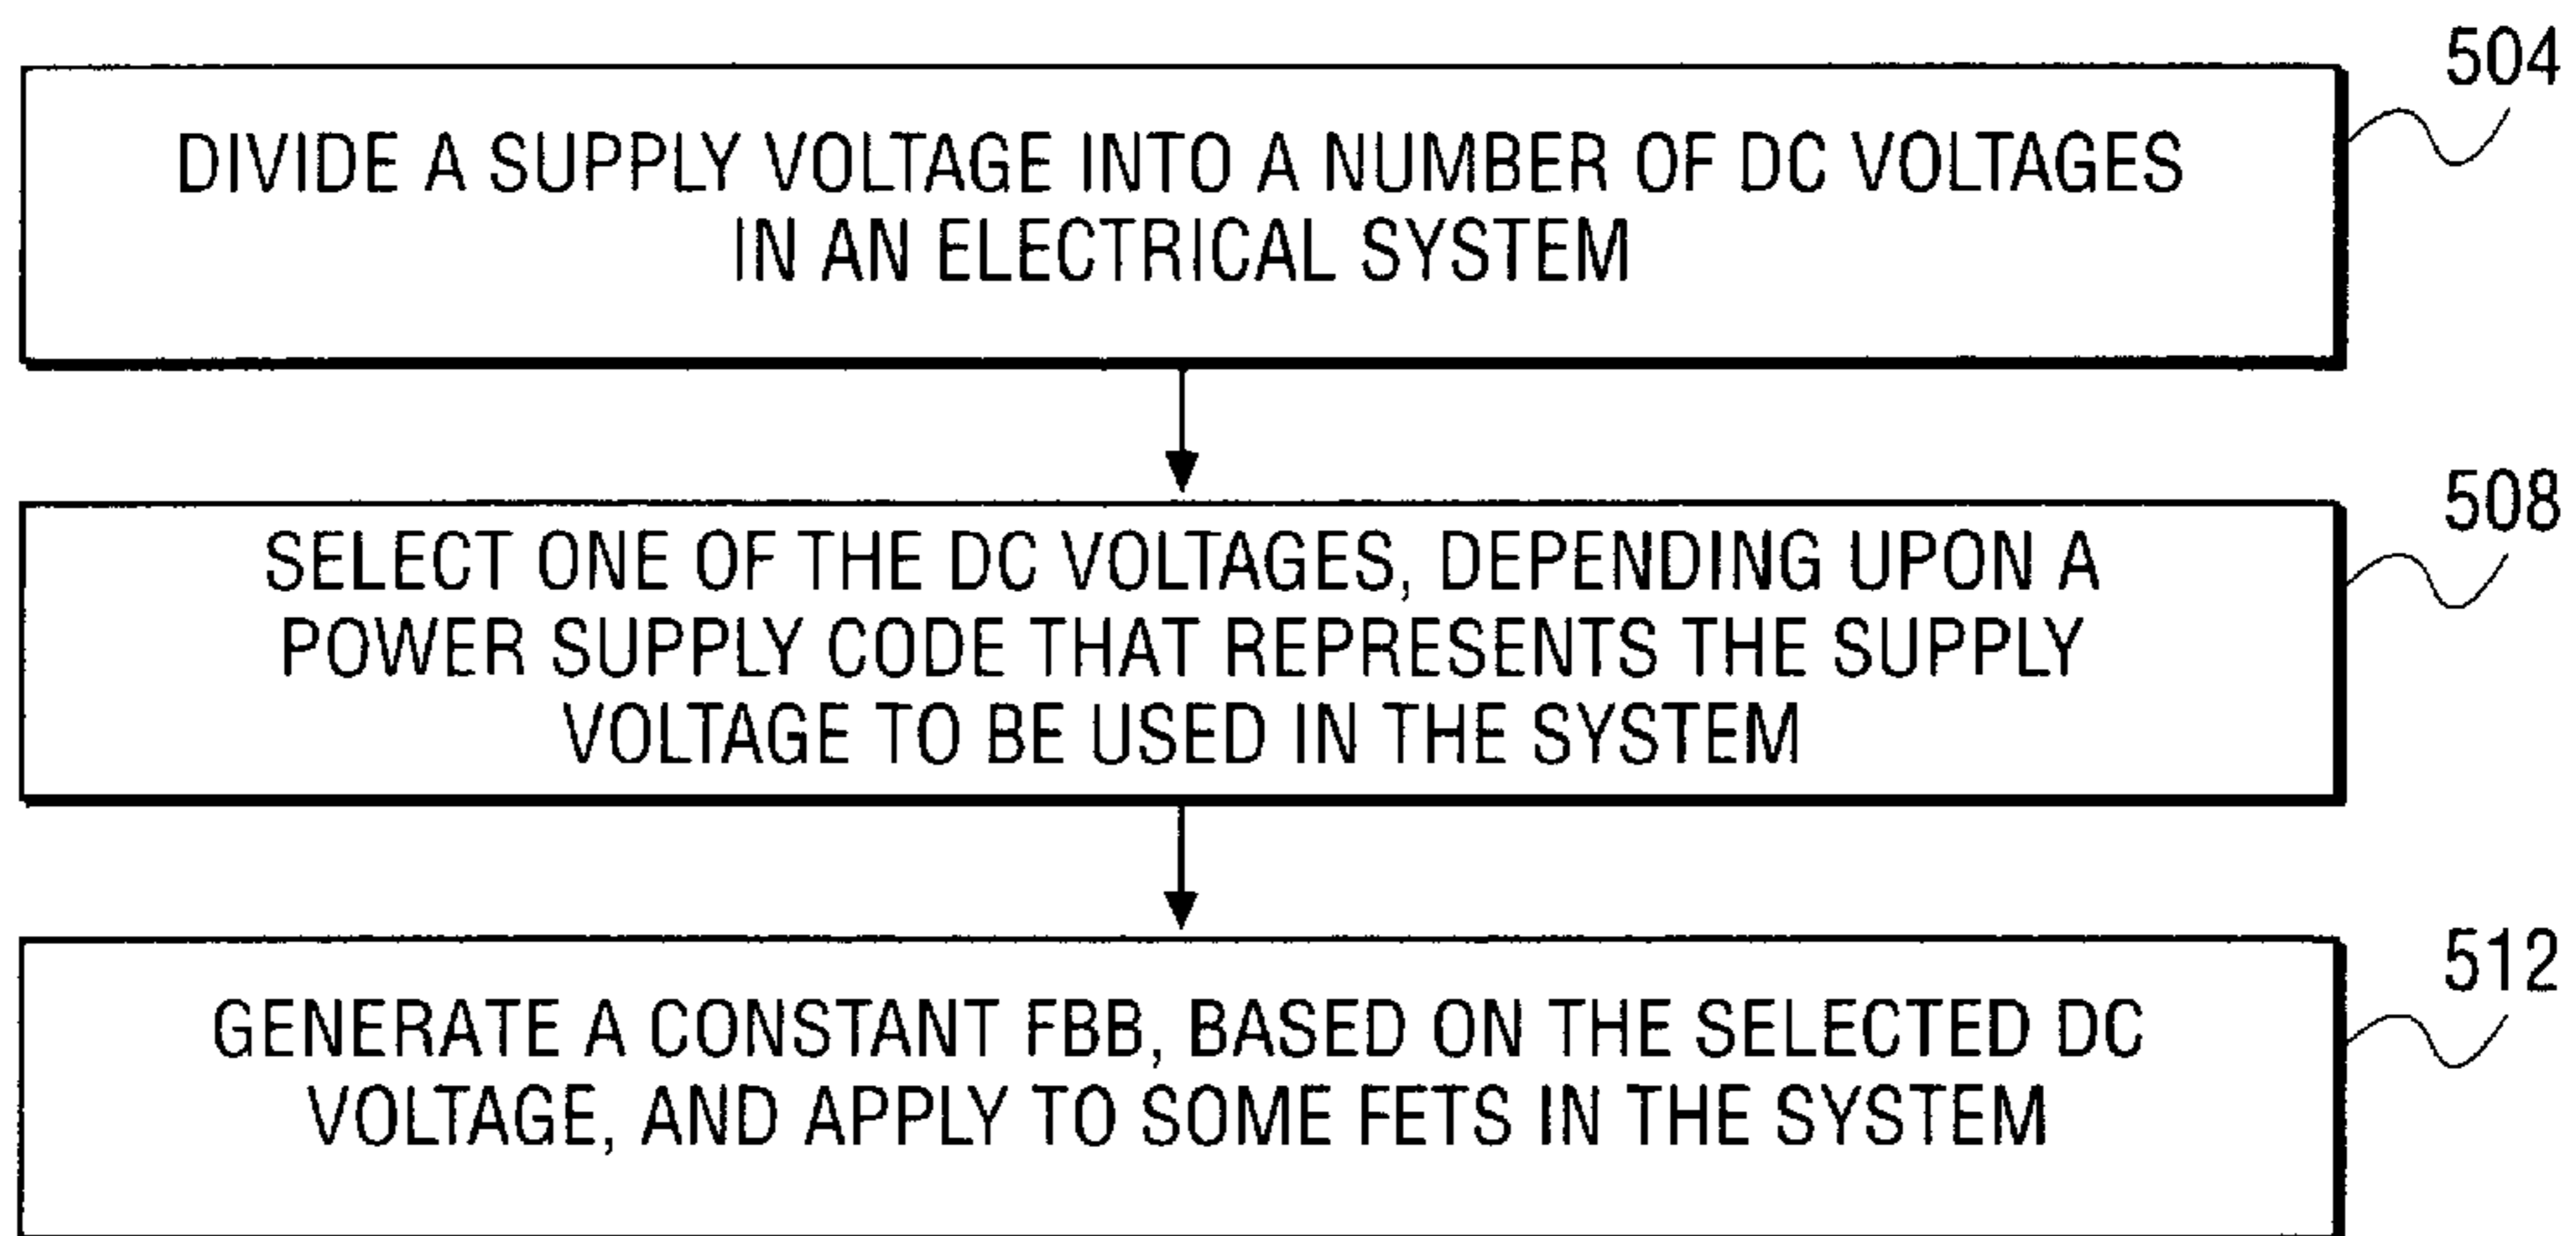 504
DIVIDE A SUPPLY VOLTAGE INTO A NUMBER OF DC VOLTAGES
IN AN ELECTRICAL SYSTEM
508
SELECT ONE OF THE DC VOLTAGES, DEPENDING UPON A
POWER SUPPLY CODE THAT REPRESENTS THE SUPPLY
VOLTAGE TO BE USED IN THE SYSTEM
512
GENERATE A CONSTANT FBB, BASED ON THE SELECTED DC
VOLTAGE, AND APPLY TO SOME FETS IN THE SYSTEM